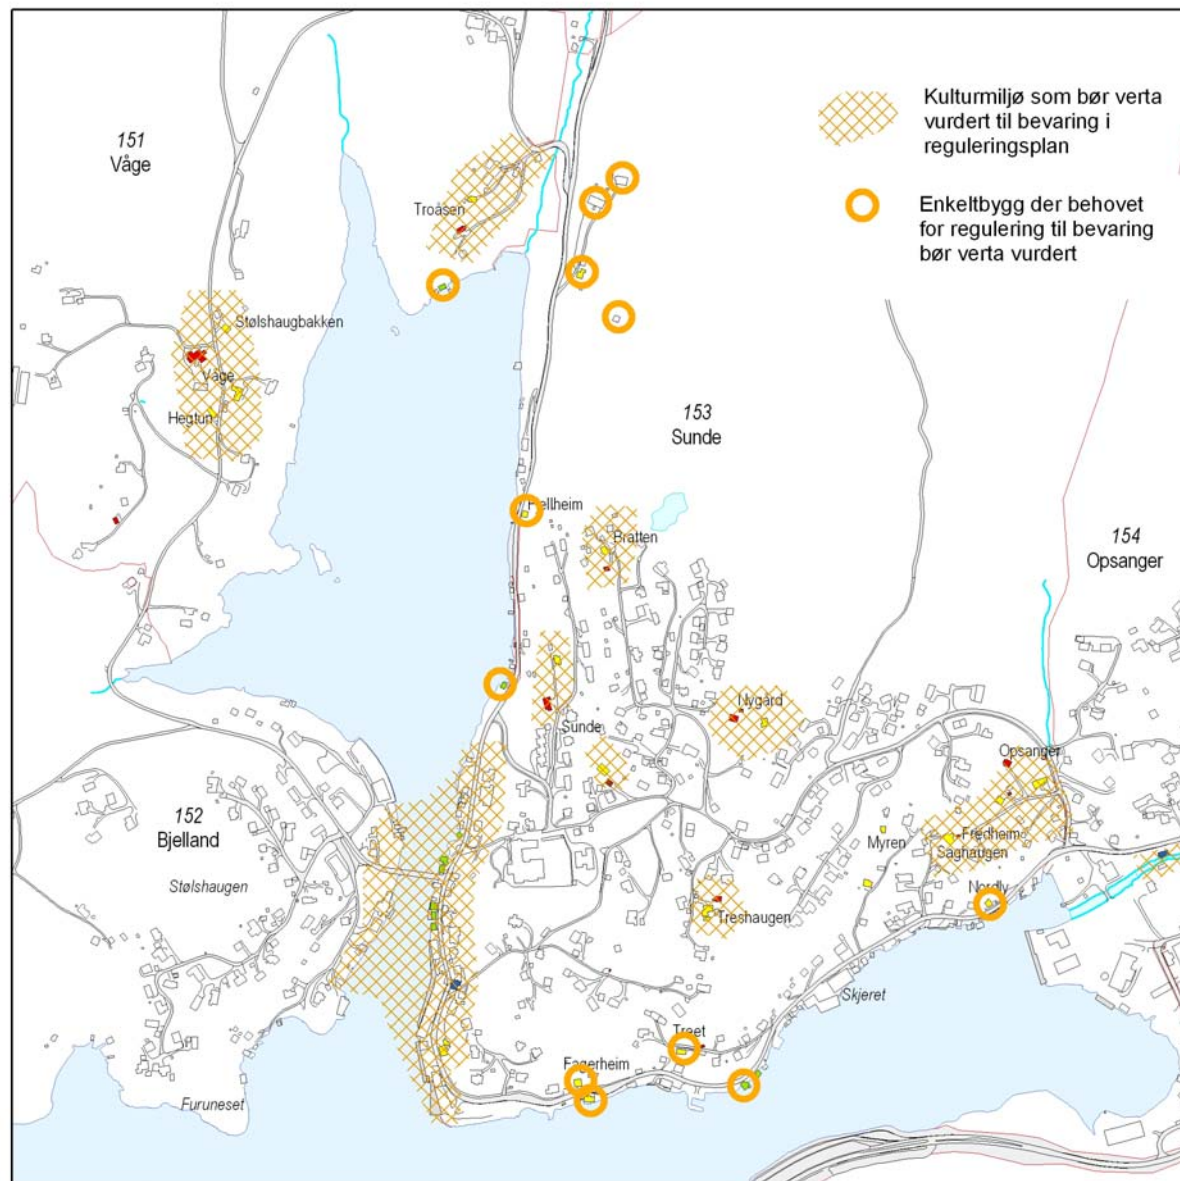 Kulturmiljø som bør verta
vurdert til bevaring i
reguleringsplan
Enkeltbygg der behovet
for regulering til bevaring
bør verta vurdert
151
Våge
Troåsen
Stølshaugbakken
Våge
Hegtun
153
Sunde
Fjellheim
Bratten
154
Opsanger
Nygård
Sunde
Opsanger
152
Bjelland
Myren
Fredheim
Saghaugen
Stølshaugen
Nordly
Treshaugen
Skjeret
Trøet
Fagerheim
Furuneset